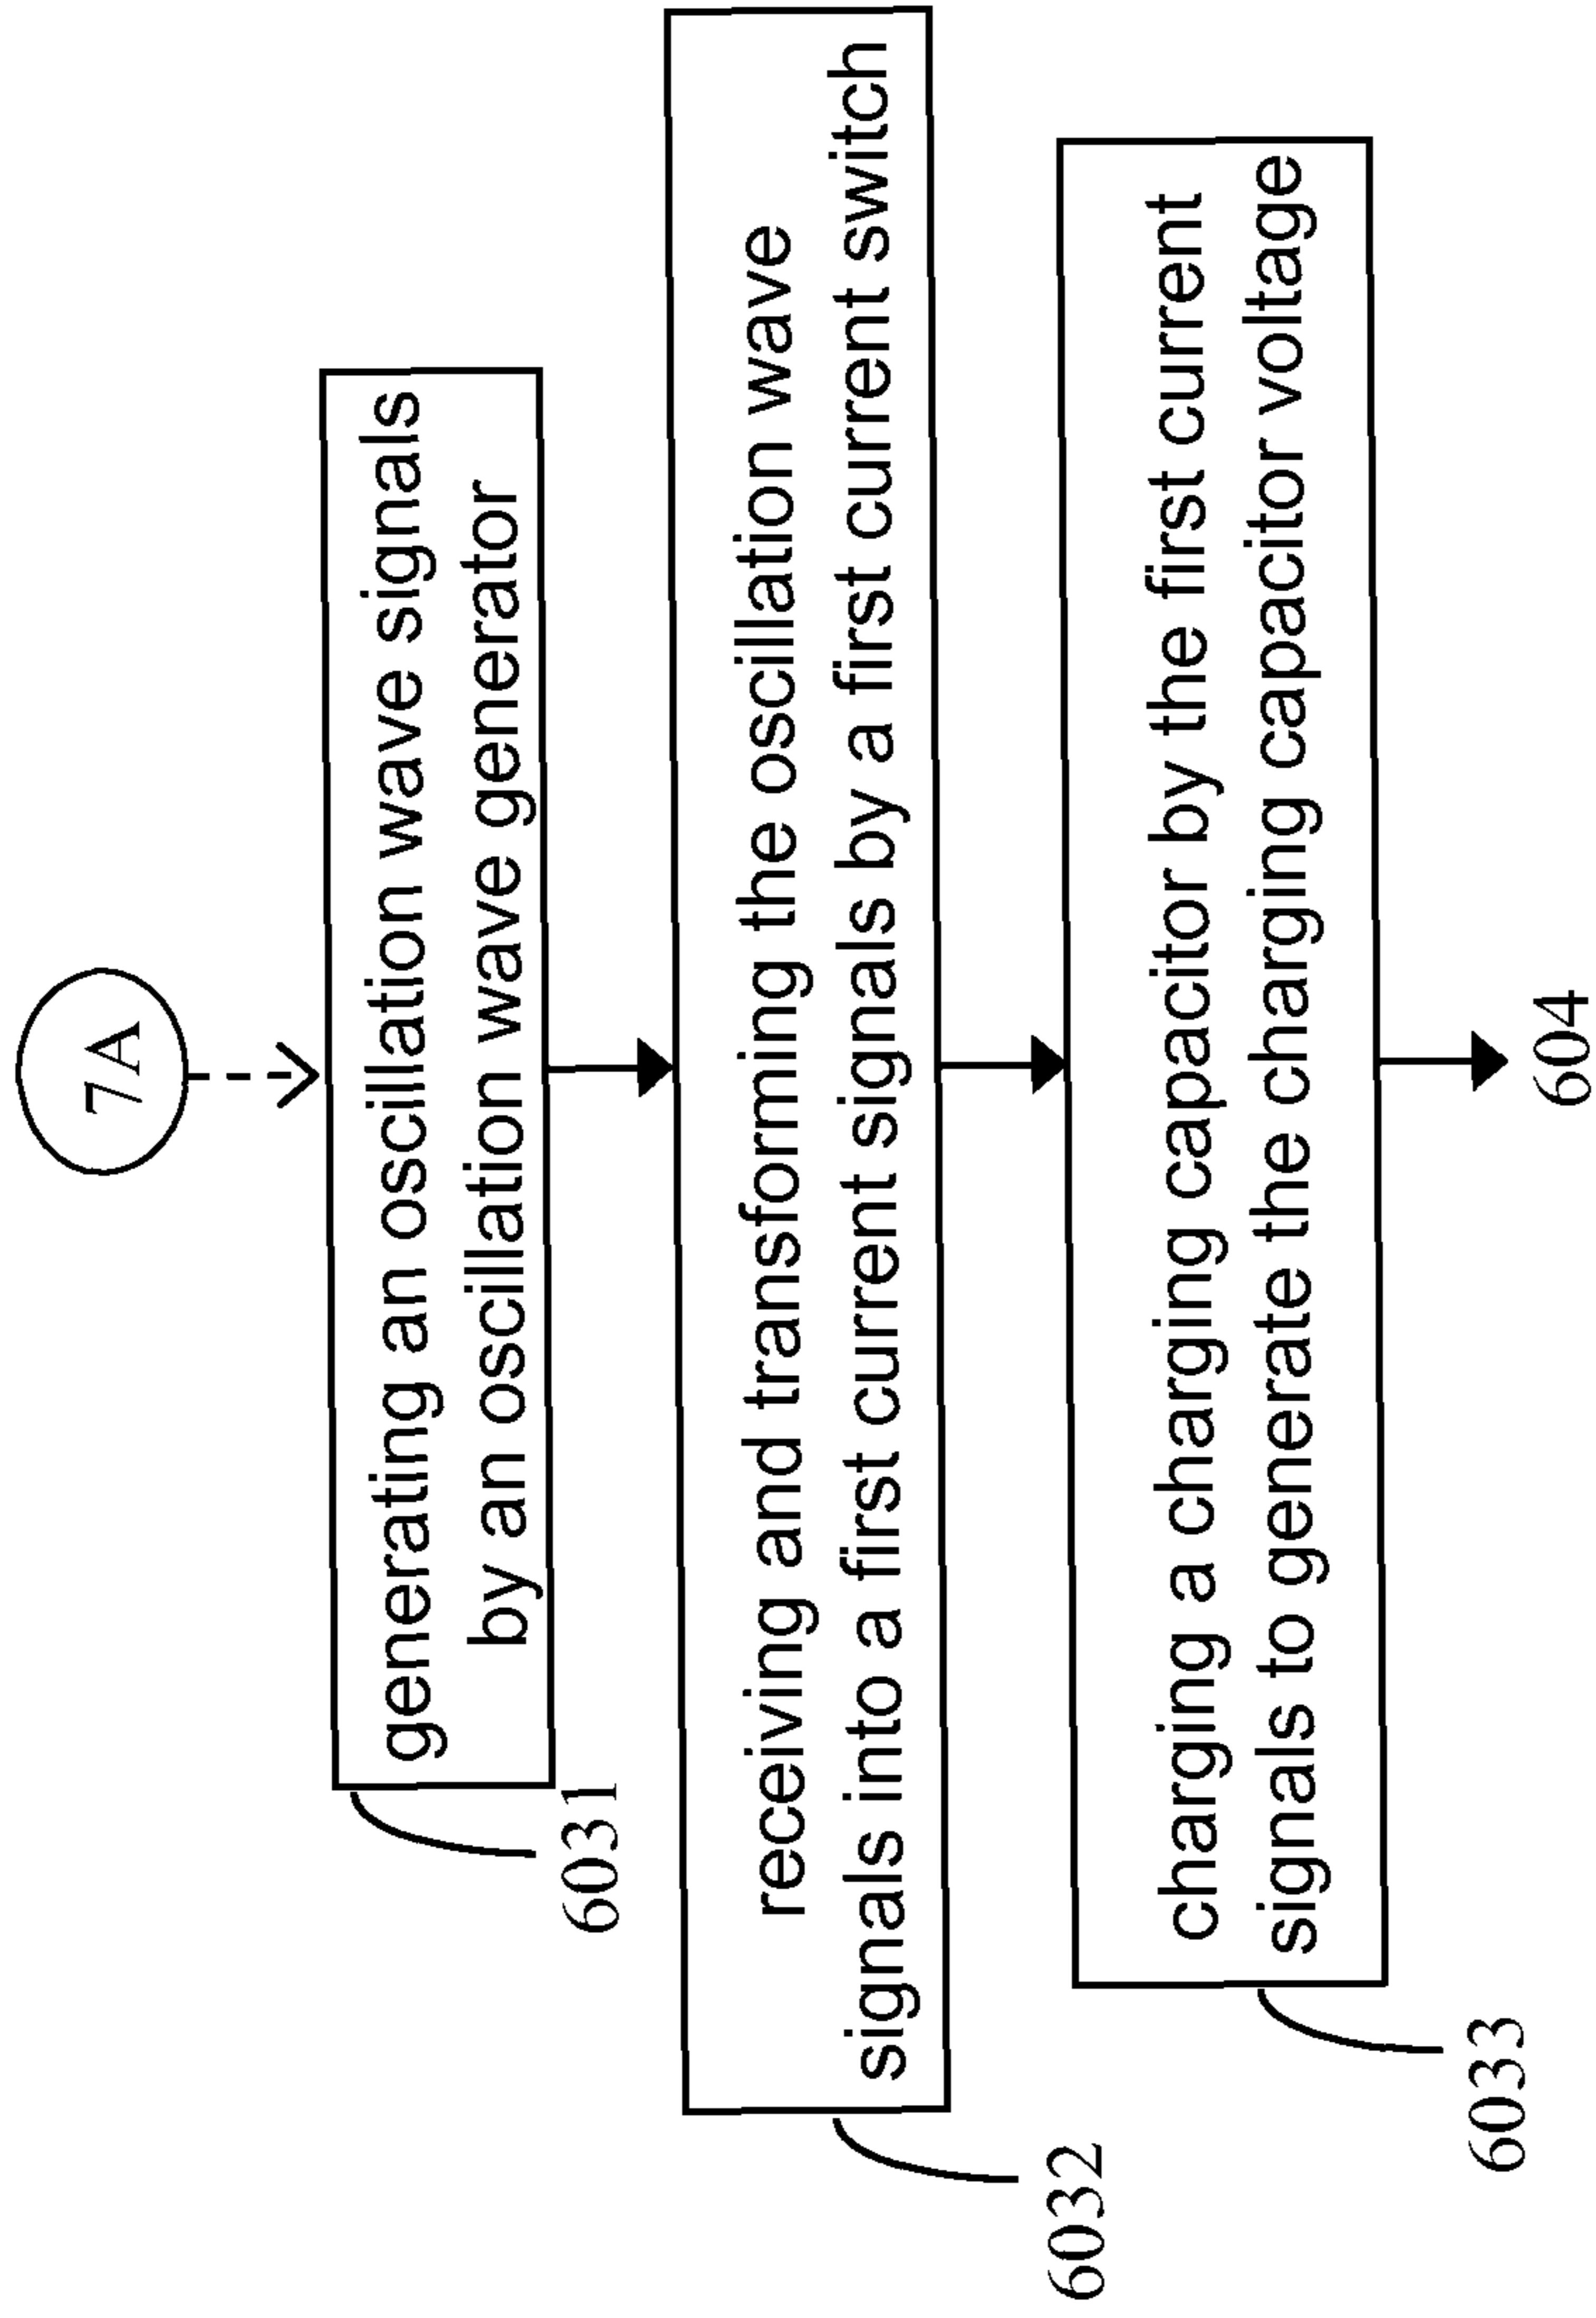 7A
generating an oscillation wave signals
by an oscillation wave generator
6031
receiving and transforming the oscillation wave
signals into a first current signals by a first current switch
6032
charging a charging capacitor by the first current
signals to generate the charging capacitor voltage
6033
604